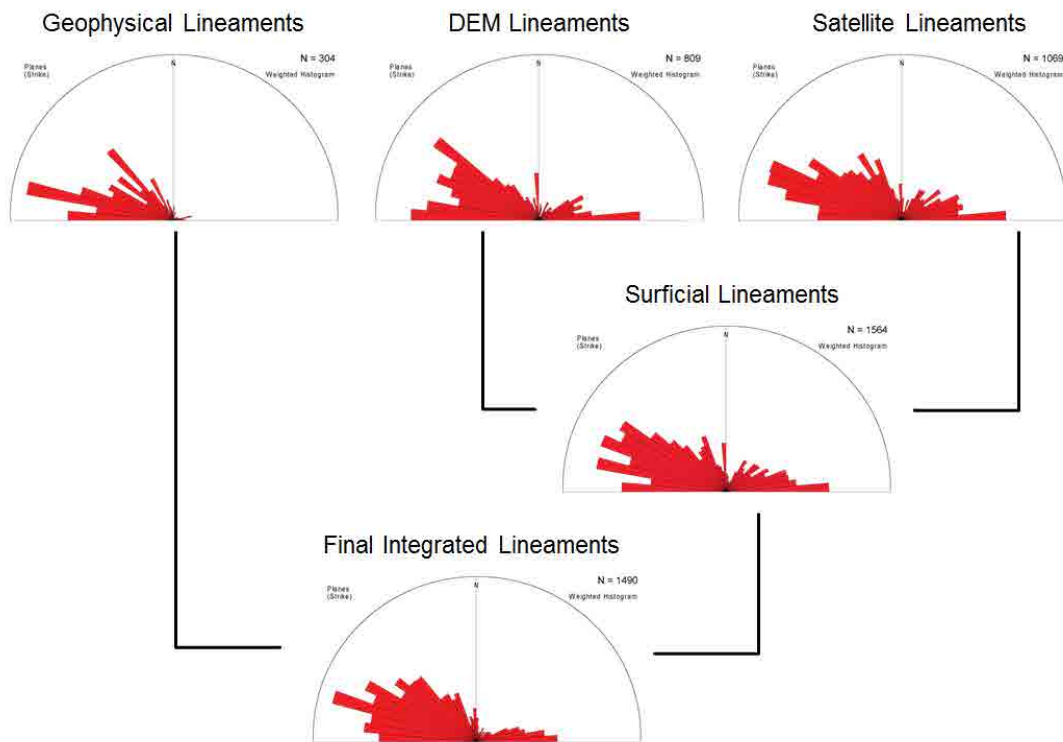 Geophysical Lineaments
Planes
(Strike)
N
N = 304
Weighted Histogram
DEM Lineaments
Planes
(Strike)
N
N = 809
Weighted Histogram
Satellite Lineaments
Planes
(Strike)
N
N = 1069
Weighted Histogram
Surficial Lineaments
Planes
(Strike)
N
N = 1564
Weighted Histogram
Final Integrated Lineaments
Planes
(Strike)
N
N = 1490
Weighted Histogram